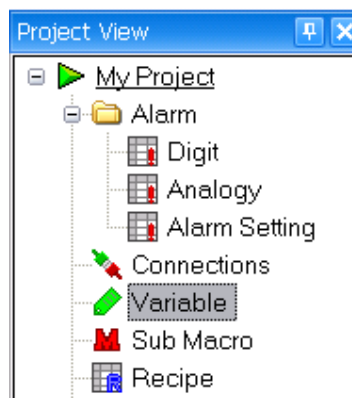 Project View
My Project
Alarm
Digit
Analogy
Alarm Setting
Connections
Variable
Sub Macro
Recipe